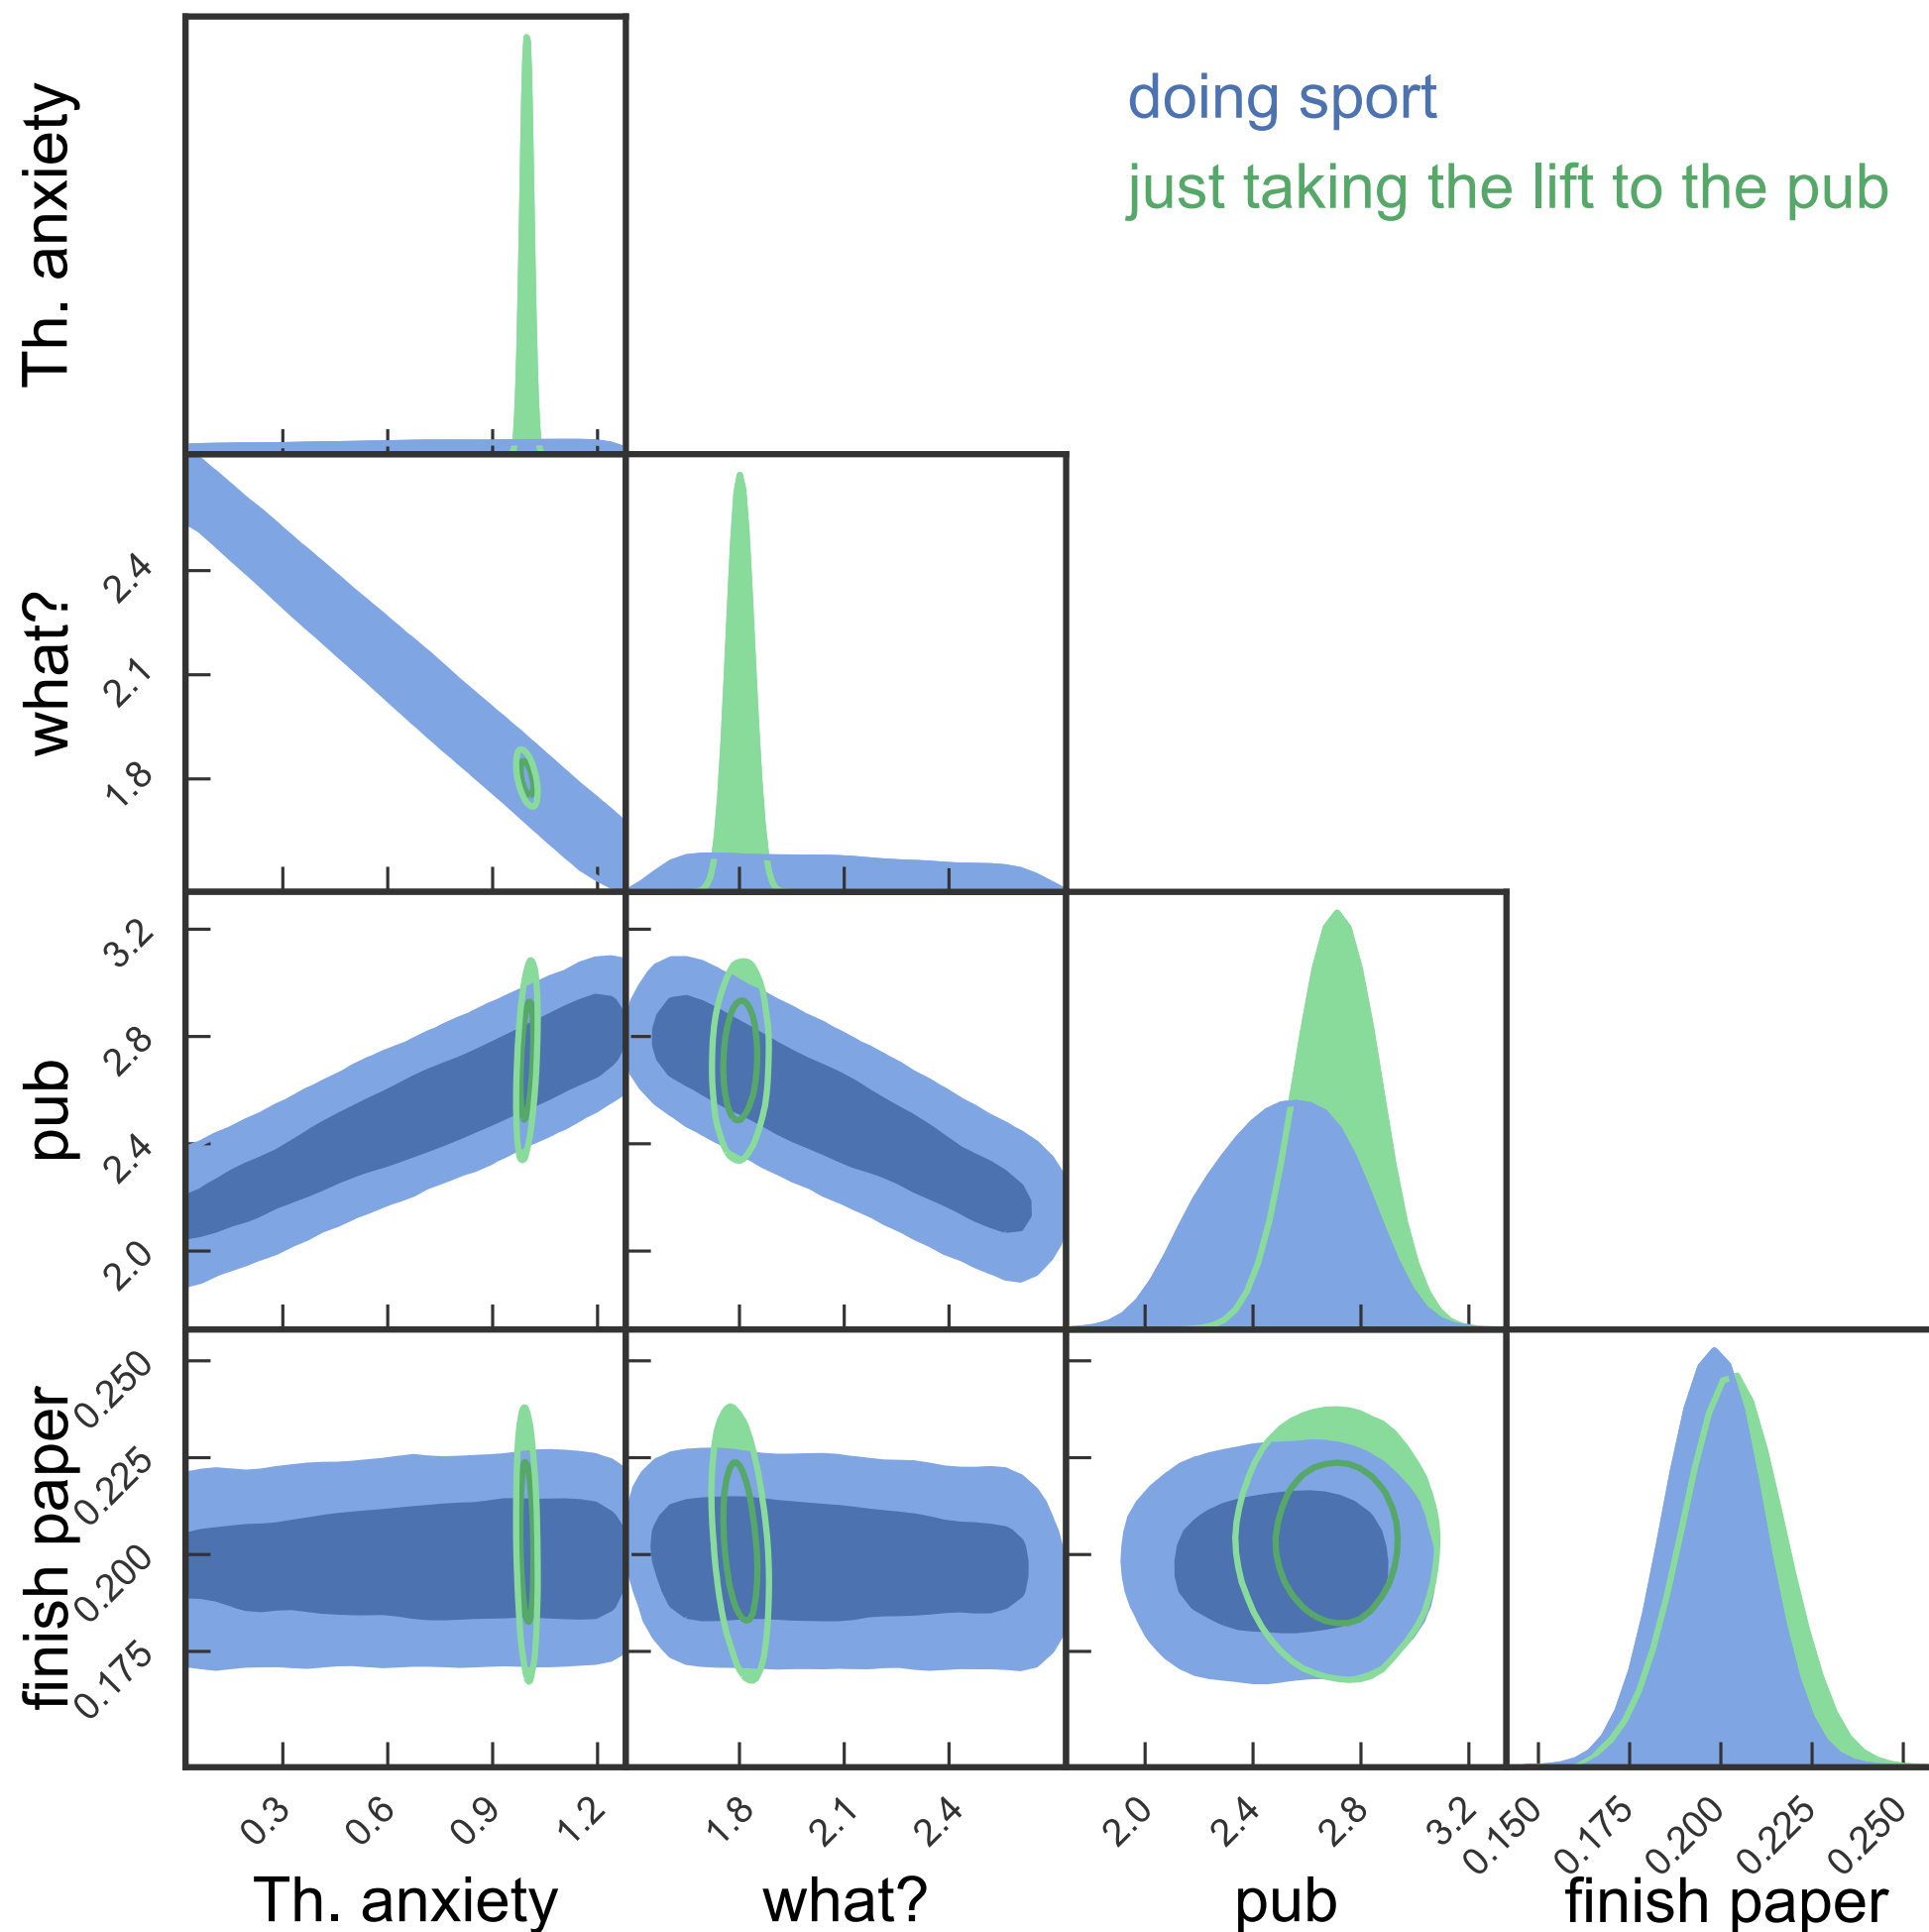 doing sport
just taking the lift to the pub
Th. anxiety
what?
2.4
2.1
1.8
pub
3.2
2.8
2.4
2.0
finish paper
0.250
0.225
0.200
0.175
0.3 0.6 0.9 1.2 1.8 2.1 2.4 2.0 2.4 2.8 3.2 0.150 0.175 0.200 0.225 0.250
Th. anxiety what? pub finish paper